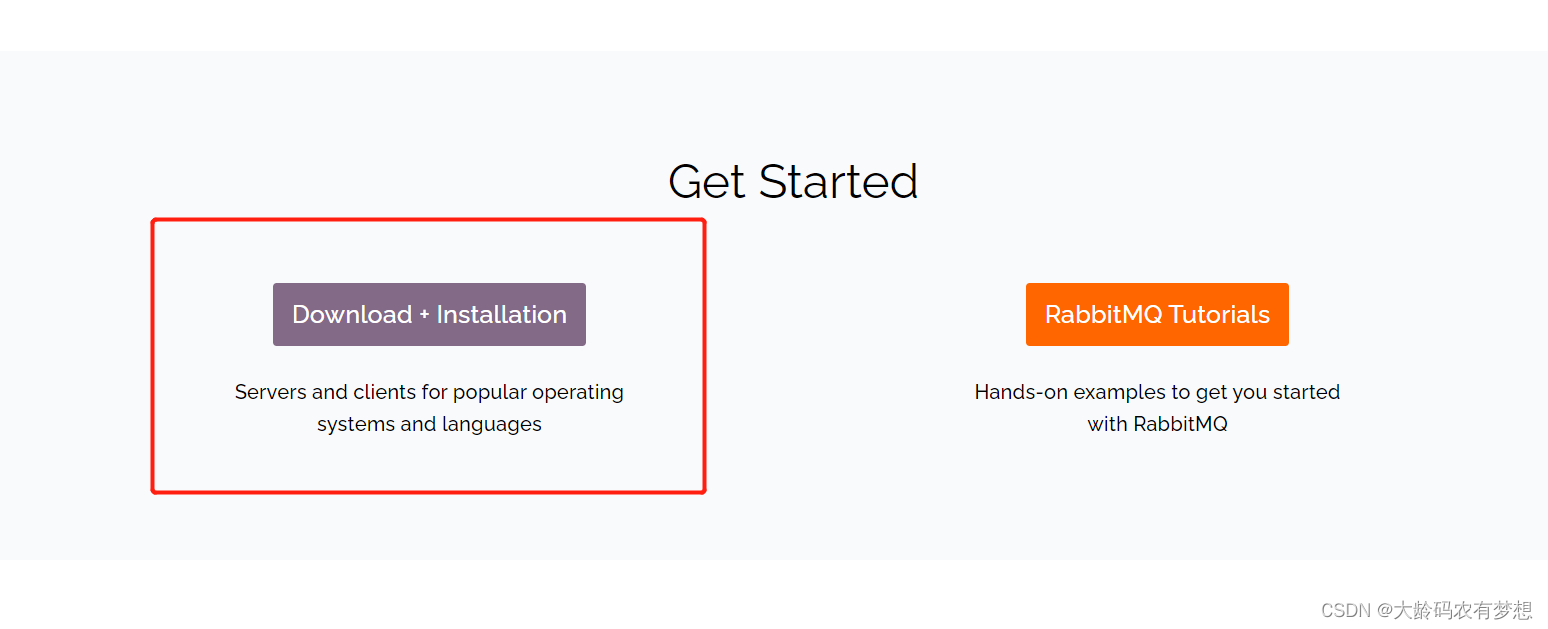 Get Started
Download + Installation
RabbitMQ Tutorials
Servers and clients for popular operating
systems and languages
Hands-on examples to get you started
with RabbitMQ
CSDN @大龄码农有梦想